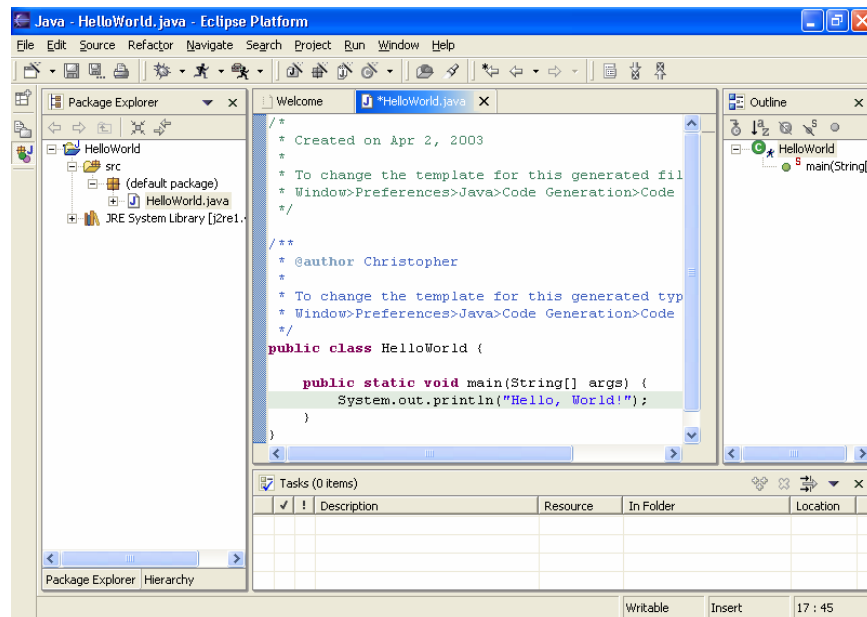 Java - HelloWorld.java - Eclipse Platform
File Edit Source Refactor Navigate Search Project Run Window Help
Package Explorer
HelloWorld
src
(default package)
HelloWorld.java
JRE System Library [j2re1.
Package Explorer Hierarchy
Welcome *HelloWorld.java
/*
* Created on Apr 2, 2003
*
* To change the template for this generated fil
* Window>Preferences>Java>Code Generation>Code
*/
/**
* @author Christopher
*
* To change the template for this generated typ
* Window>Preferences>Java>Code Generation>Code
*/
public class HelloWorld {
public static void main(String[] args) {
System.out.println("Hello, World!");
}
}
Outline
HelloWorld
main(String[
Tasks (0 items)
! Description Resource In Folder Location
Writable Insert 17 : 45